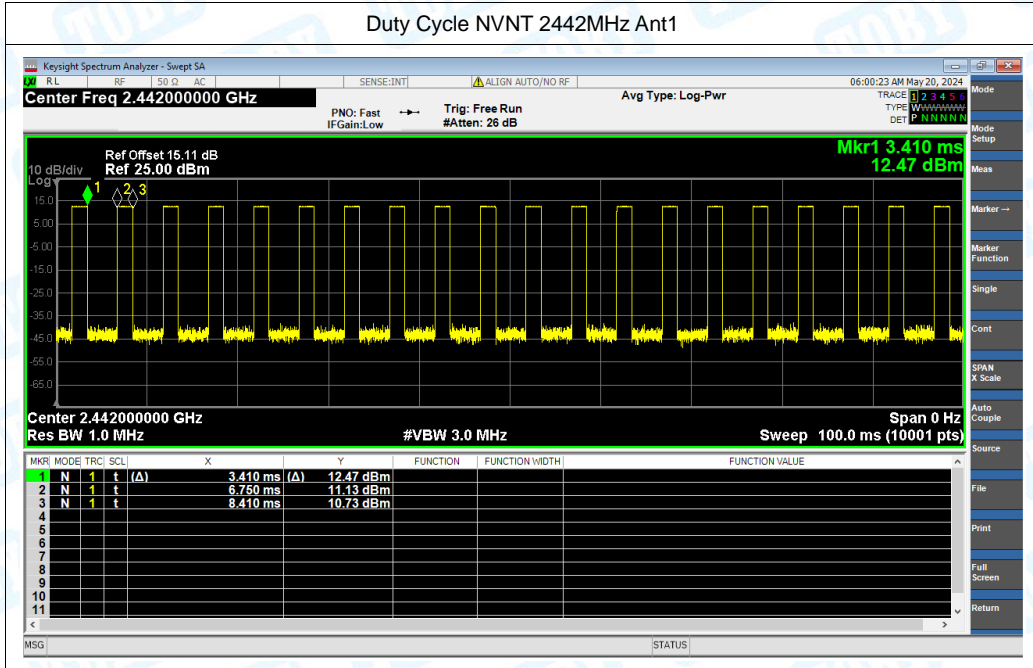 Duty Cycle NVNT 2442MHz Ant1
Keysight Spectrum Analyzer - Swept SA
LXI RL RF 50 Ω AC SENSE:INT ALIGN AUTO/NO RF 06:00:23 AM May 20, 2024
Center Freq 2.442000000 GHz
PNO: Fast
IFGain:Low
Trig: Free Run
#Atten: 26 dB
Avg Type: Log-Pwr
TRACE 1 2 3 4 5 6
TYPE W
DET P N N N N N
Ref Offset 15.11 dB
Ref 25.00 dBm
10 dB/div
Log
Mkr1 3.410 ms
12.47 dBm
1
2
3
15.0
5.00
-5.00
-15.0
-25.0
-35.0
-45.0
-55.0
-65.0
Center 2.442000000 GHz Span 0 Hz
Res BW 1.0 MHz #VBW 3.0 MHz Sweep 100.0 ms (10001 pts)
MKR MODE TRC SCL X Y FUNCTION FUNCTION WIDTH FUNCTION VALUE
1 N 1 t (Δ) 3.410 ms (Δ) 12.47 dBm
2 N 1 t 6.750 ms 11.13 dBm
3 N 1 t 8.410 ms 10.73 dBm
4
5
6
7
8
9
10
11
MSG STATUS
Mode
Mode
Setup
Meas
Marker →
Marker
Function
Single
Cont
SPAN
X Scale
Auto
Couple
Source
File
Print
Full
Screen
Return
TOBY